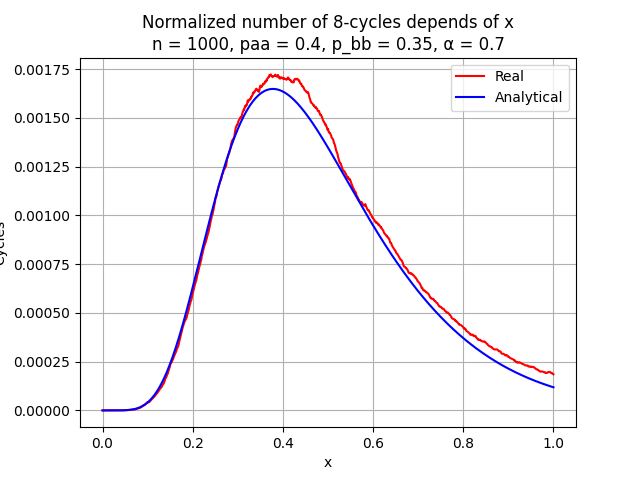 Normalized number of 8-cycles depends of x
n = 1000, paa = 0.4, p_bb = 0.35, α = 0.7
Real
Analytical
0.00175
0.00150
0.00125
0.00100
0.00075
0.00050
0.00025
0.00000
Cycles
0.0 0.2 0.4 0.6 0.8 1.0
x